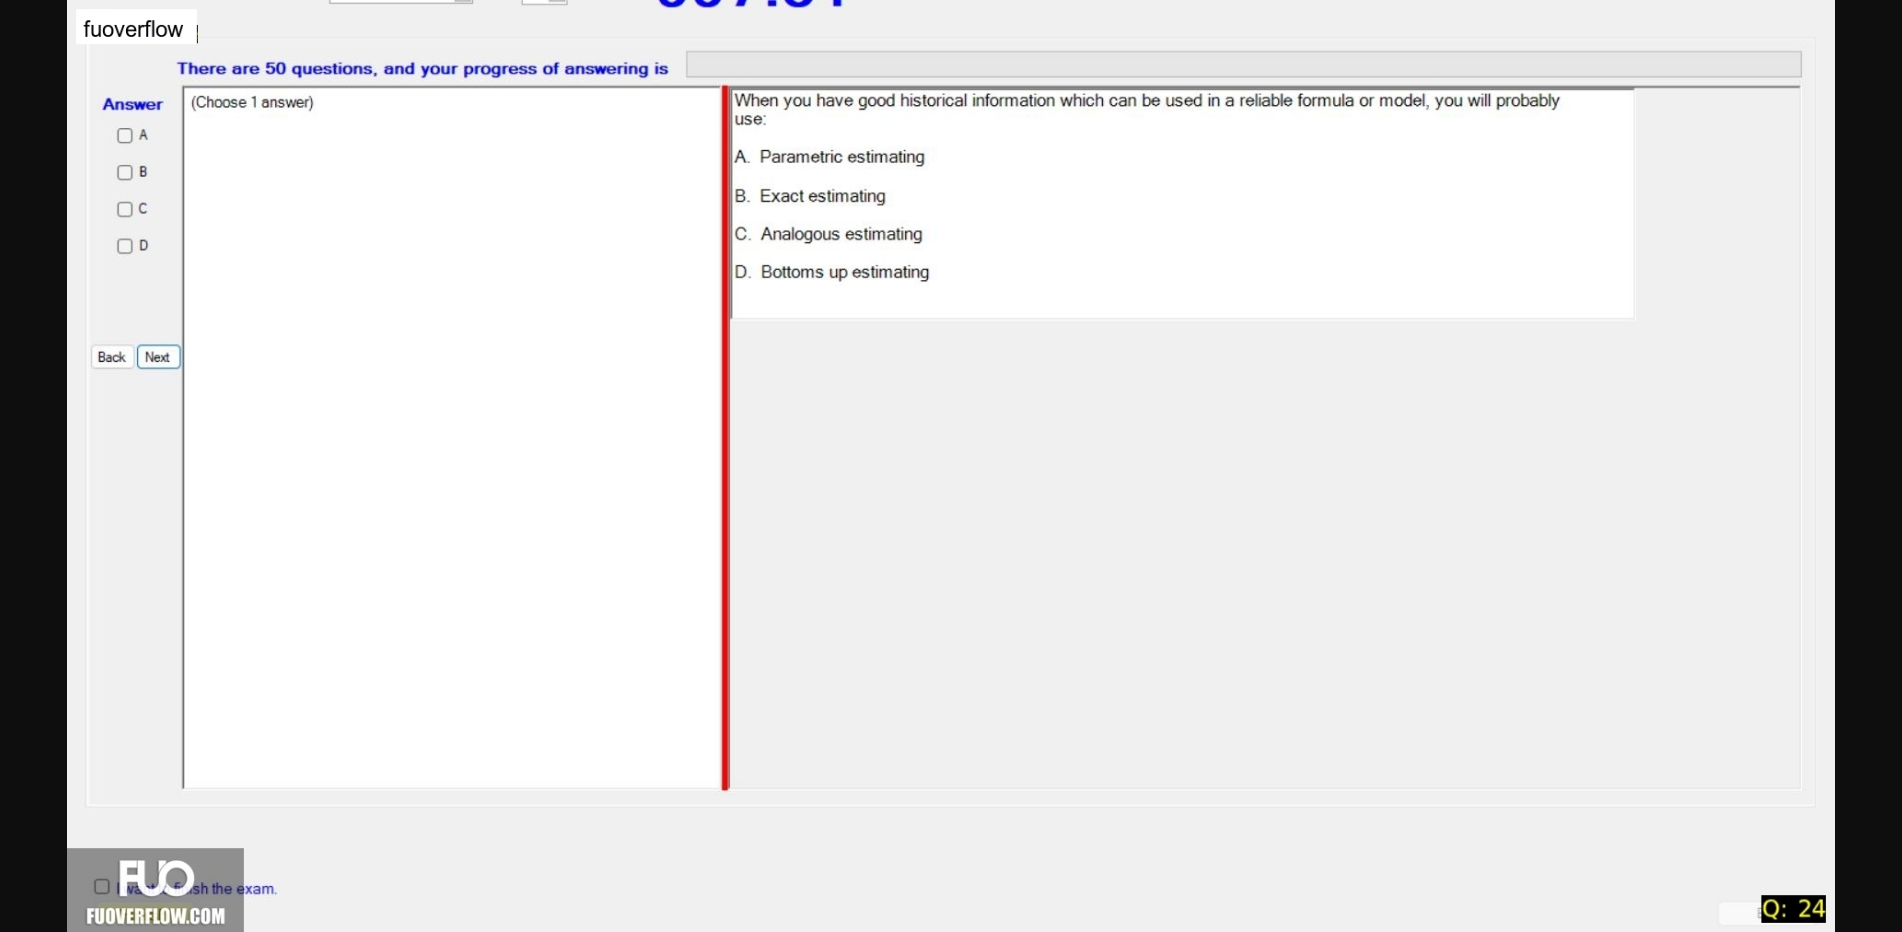 fuoverflow
There are 50 questions, and your progress of answering is
Answer
(Choose 1 answer)
A
B
C
D
Back Next
When you have good historical information which can be used in a reliable formula or model, you will probably
use:
A. Parametric estimating
B. Exact estimating
C. Analogous estimating
D. Bottoms up estimating
FUO
sh the exam.
FUOVERFLOW.COM
Q: 24